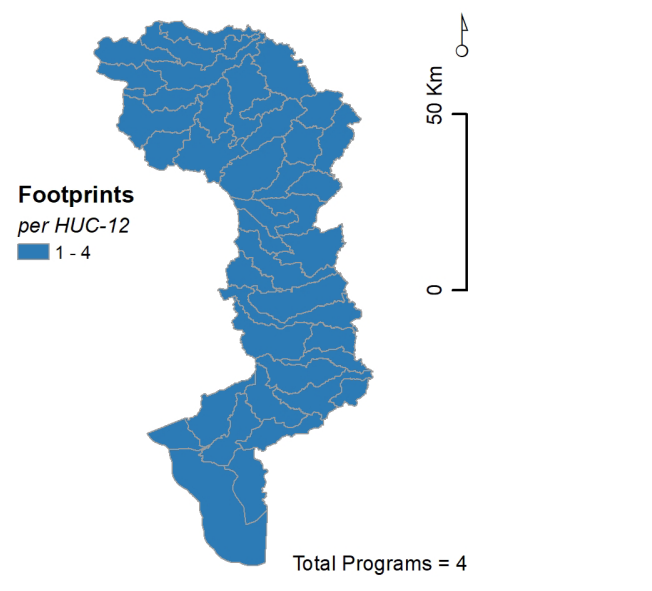 50 Km
Footprints
per HUC-12
1 - 4
0
Total Programs = 4